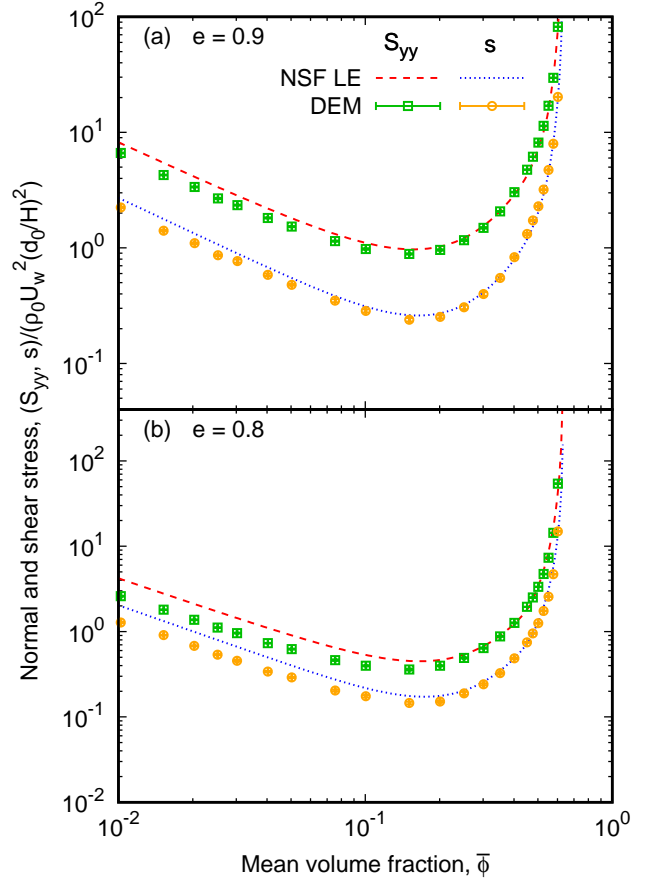 (a) e = 0.9
S_yy s
NSF LE
DEM
10^2
10^1
10^0
10^-1
(b) e = 0.8
10^2
10^1
10^0
10^-1
10^-2
10^-2 10^-1 10^0
Mean volume fraction, ϕ̅
Normal and shear stress, (S_yy, s)/(ρ_0U_w^2(d_0/H)^2)